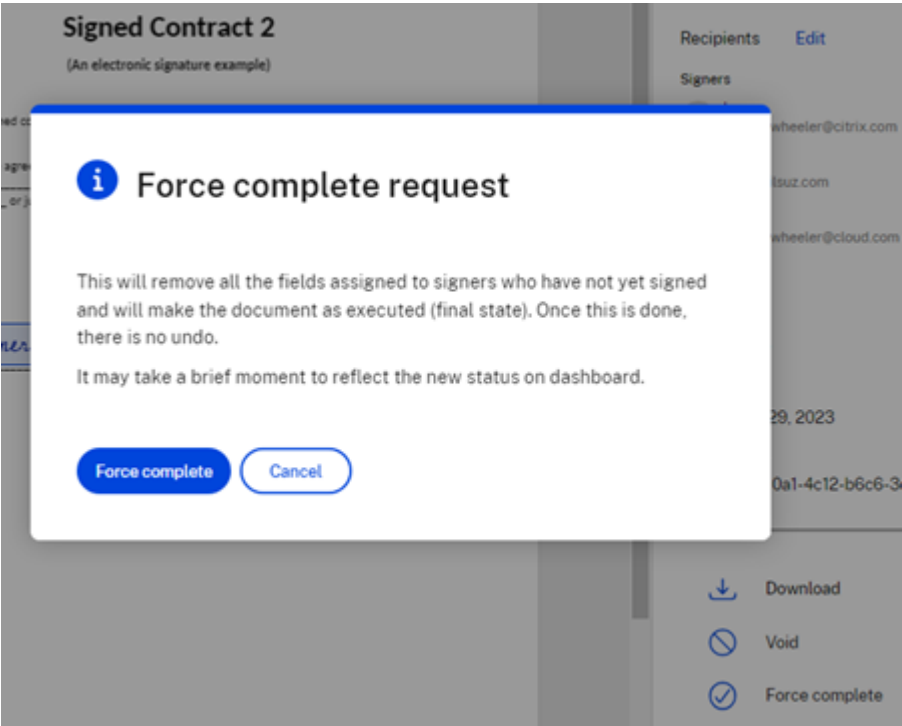 Signed Contract 2
(An electronic signature example)
Recipients Edit
Signers
wheeler@citrix.com
lsuz.com
wheeler@cloud.com
agre
or
Force complete request
This will remove all the fields assigned to signers who have not yet signed
and will make the document as executed (final state). Once this is done,
there is no undo.
It may take a brief moment to reflect the new status on dashboard.
Force complete Cancel
29, 2023
0a1-4c12-b6c6-3
Download
Void
Force complete